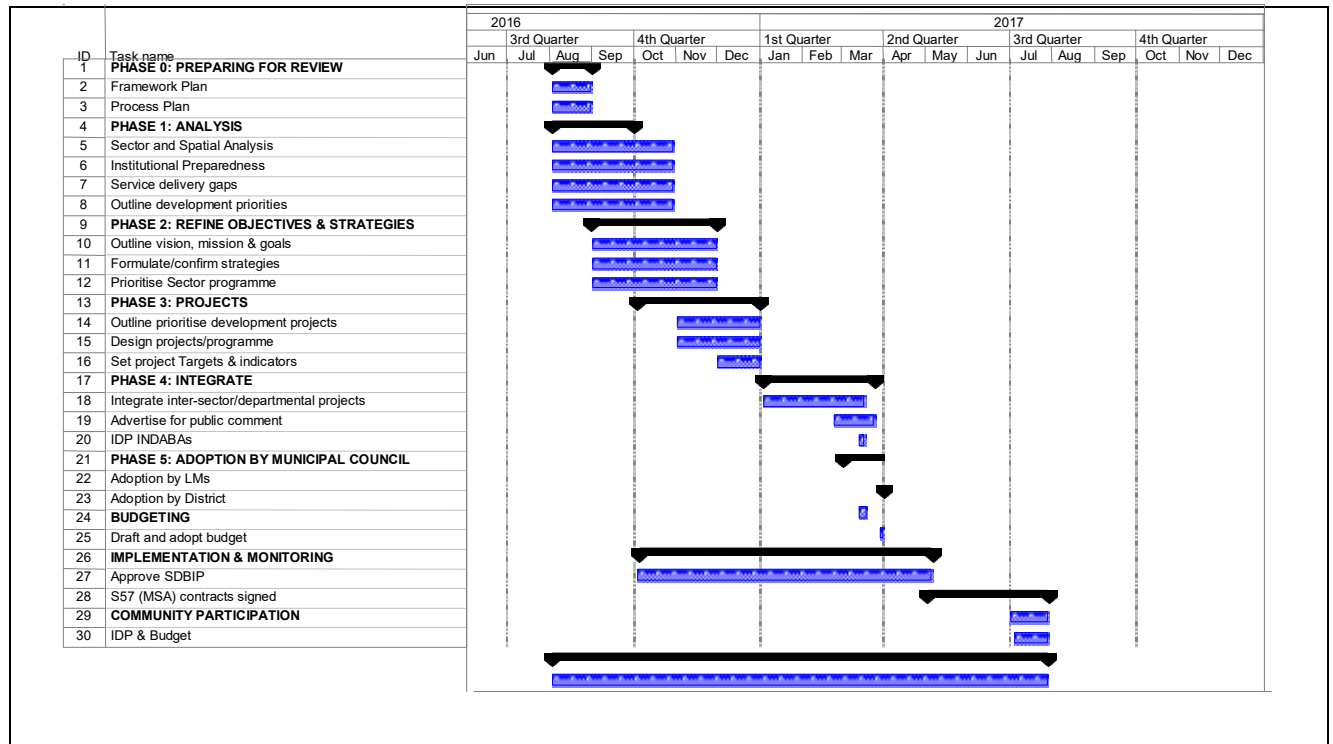 2016 2017
3rd Quarter 4th Quarter 1st Quarter 2nd Quarter 3rd Quarter 4th Quarter
ID Task name Jun Jul Aug Sep Oct Nov Dec Jan Feb Mar Apr May Jun Jul Aug Sep Oct Nov Dec
1 PHASE 0: PREPARING FOR REVIEW
2 Framework Plan
3 Process Plan
4 PHASE 1: ANALYSIS
5 Sector and Spatial Analysis
6 Institutional Preparedness
7 Service delivery gaps
8 Outline development priorities
9 PHASE 2: REFINE OBJECTIVES & STRATEGIES
10 Outline vision, mission & goals
11 Formulate/confirm strategies
12 Prioritise Sector programme
13 PHASE 3: PROJECTS
14 Outline prioritise development projects
15 Design projects/programme
16 Set project Targets & indicators
17 PHASE 4: INTEGRATE
18 Integrate inter-sector/departmental projects
19 Advertise for public comment
20 IDP INDABAs
21 PHASE 5: ADOPTION BY MUNICIPAL COUNCIL
22 Adoption by LMs
23 Adoption by District
24 BUDGETING
25 Draft and adopt budget
26 IMPLEMENTATION & MONITORING
27 Approve SDBIP
28 S57 (MSA) contracts signed
29 COMMUNITY PARTICIPATION
30 IDP & Budget